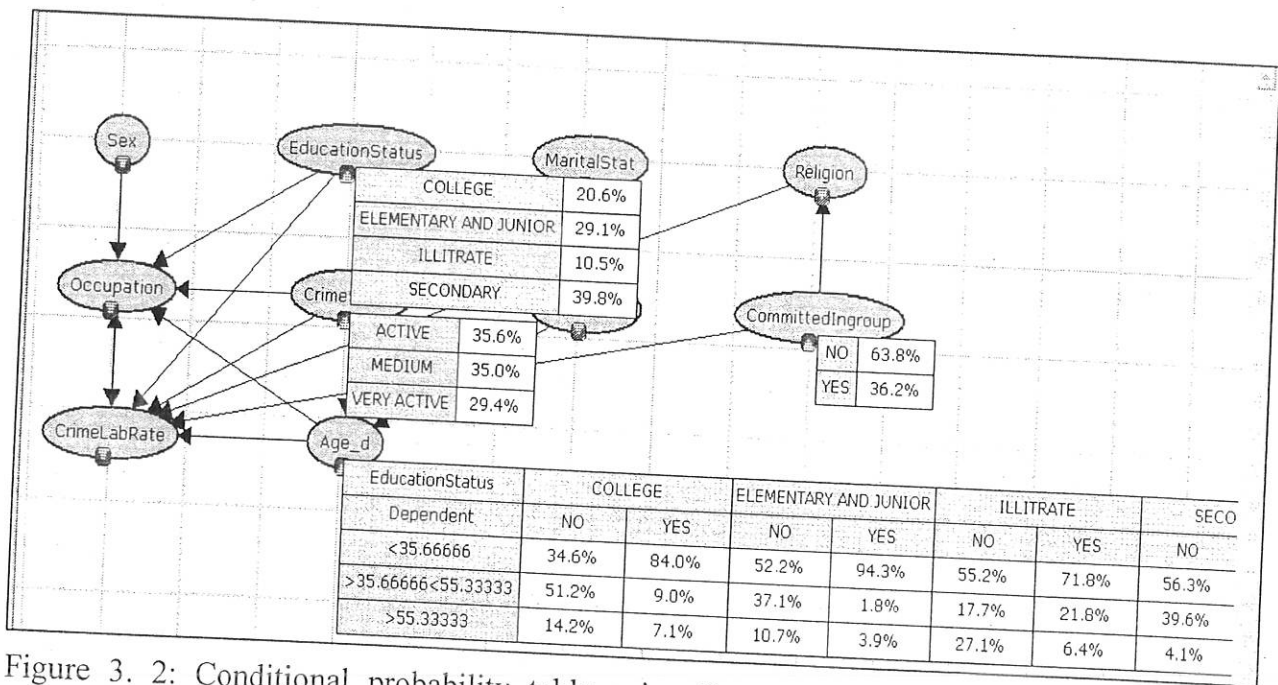 Sex
EducationStatus
MaritalStat
Religion
COLLEGE 20.6%
ELEMENTARY AND JUNIOR 29.1%
ILLITRATE 10.5%
SECONDARY 39.8%
Occupation
Crime
CommittedIngroup
ACTIVE 35.6%
MEDIUM 35.0%
VERY ACTIVE 29.4%
NO 63.8%
YES 36.2%
CrimeLabRate
Age_d
EducationStatus COLLEGE ELEMENTARY AND JUNIOR ILLITRATE SECO
Dependent NO YES NO YES NO YES NO
<35.66666 34.6% 84.0% 52.2% 94.3% 55.2% 71.8% 56.3%
>35.66666<55.33333 51.2% 9.0% 37.1% 1.8% 17.7% 21.8% 39.6%
>55.33333 14.2% 7.1% 10.7% 3.9% 27.1% 6.4% 4.1%
Figure 3. 2: Conditional probability